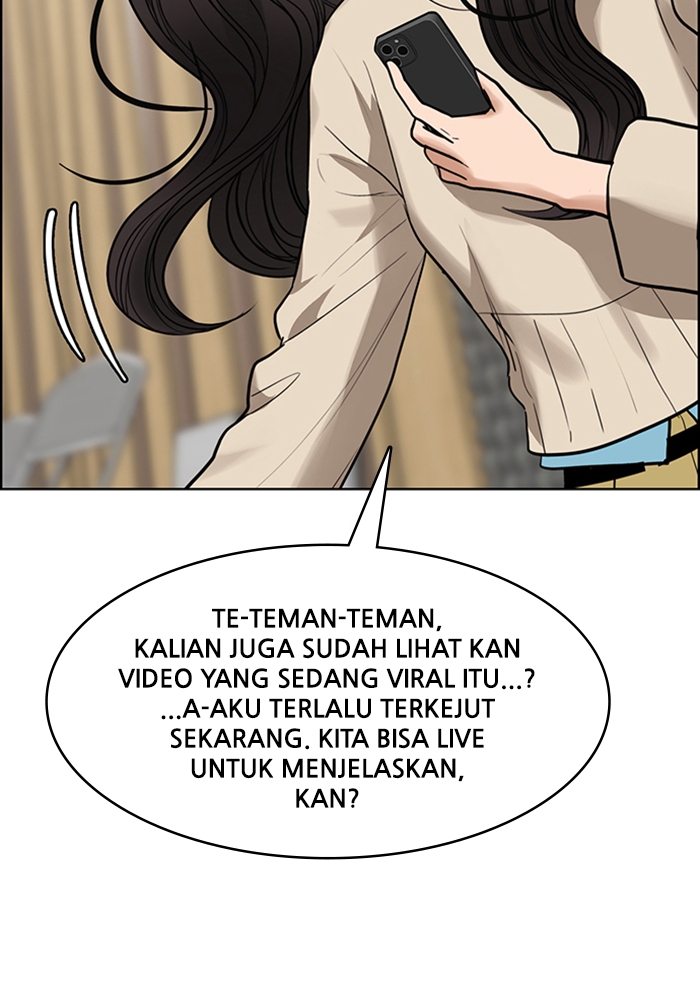 TE-TEMAN-TEMAN,
KALIAN JUGA SUDAH LIHAT KAN
VIDEO YANG SEDANG VIRAL ITU...?
...A-AKU TERLALU TERKEJUT
SEKARANG. KITA BISA LIVE
UNTUK MENJELASKAN,
KAN?